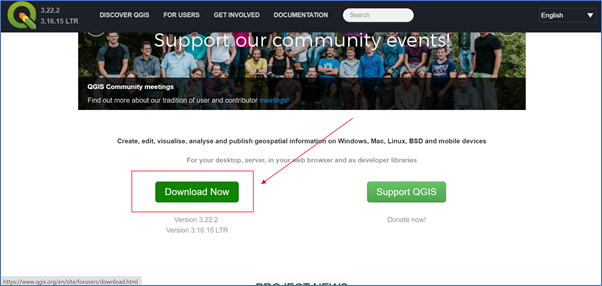 3.22.2
3.16.15 LTR
DISCOVER QGIS FOR USERS GET INVOLVED DOCUMENTATION Search English
Support our community events!
QGIS Community meetings
Find out more about our tradition of user and contributor meetings!
Create, edit, visualise, analyse and publish geospatial information on Windows, Mac, Linux, BSD and mobile devices
For your desktop, server, in your web browser and as developer libraries
Download Now Support QGIS
Version 3.22.2 Donate now!
Version 3.16.15 LTR
https://www.qgis.org/en/site/forusers/download.html
PROJECT NEWS